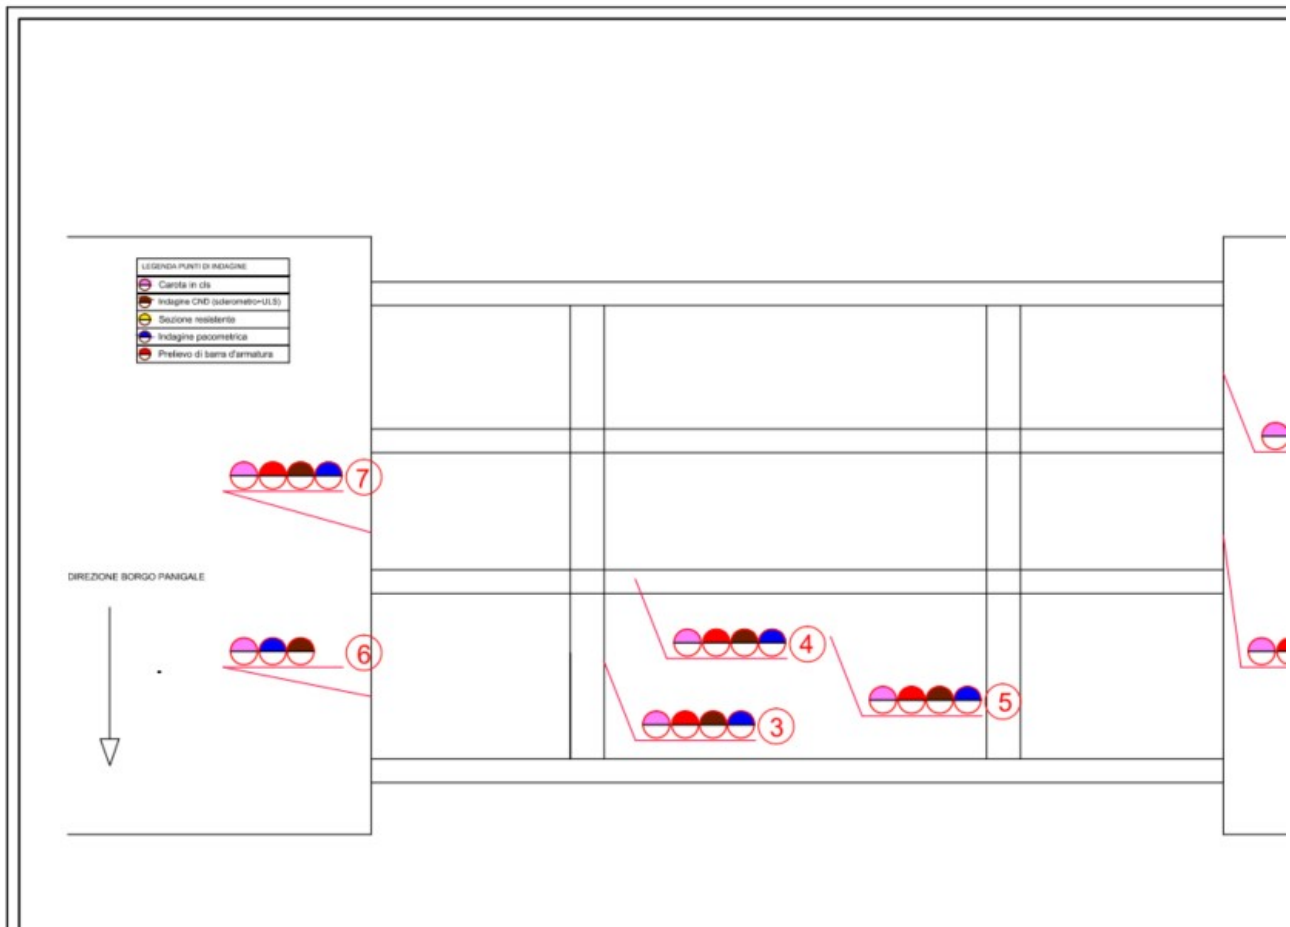 LEGENDA PUNTI DI INDAGINE
Carota in cls
Indagine CND (sclerometro+ULS)
Sezione resistente
Indagine pacometrica
Prelievo di barra d'armatura
7
DIREZIONE BORGO PANIGALE
6
4
5
3